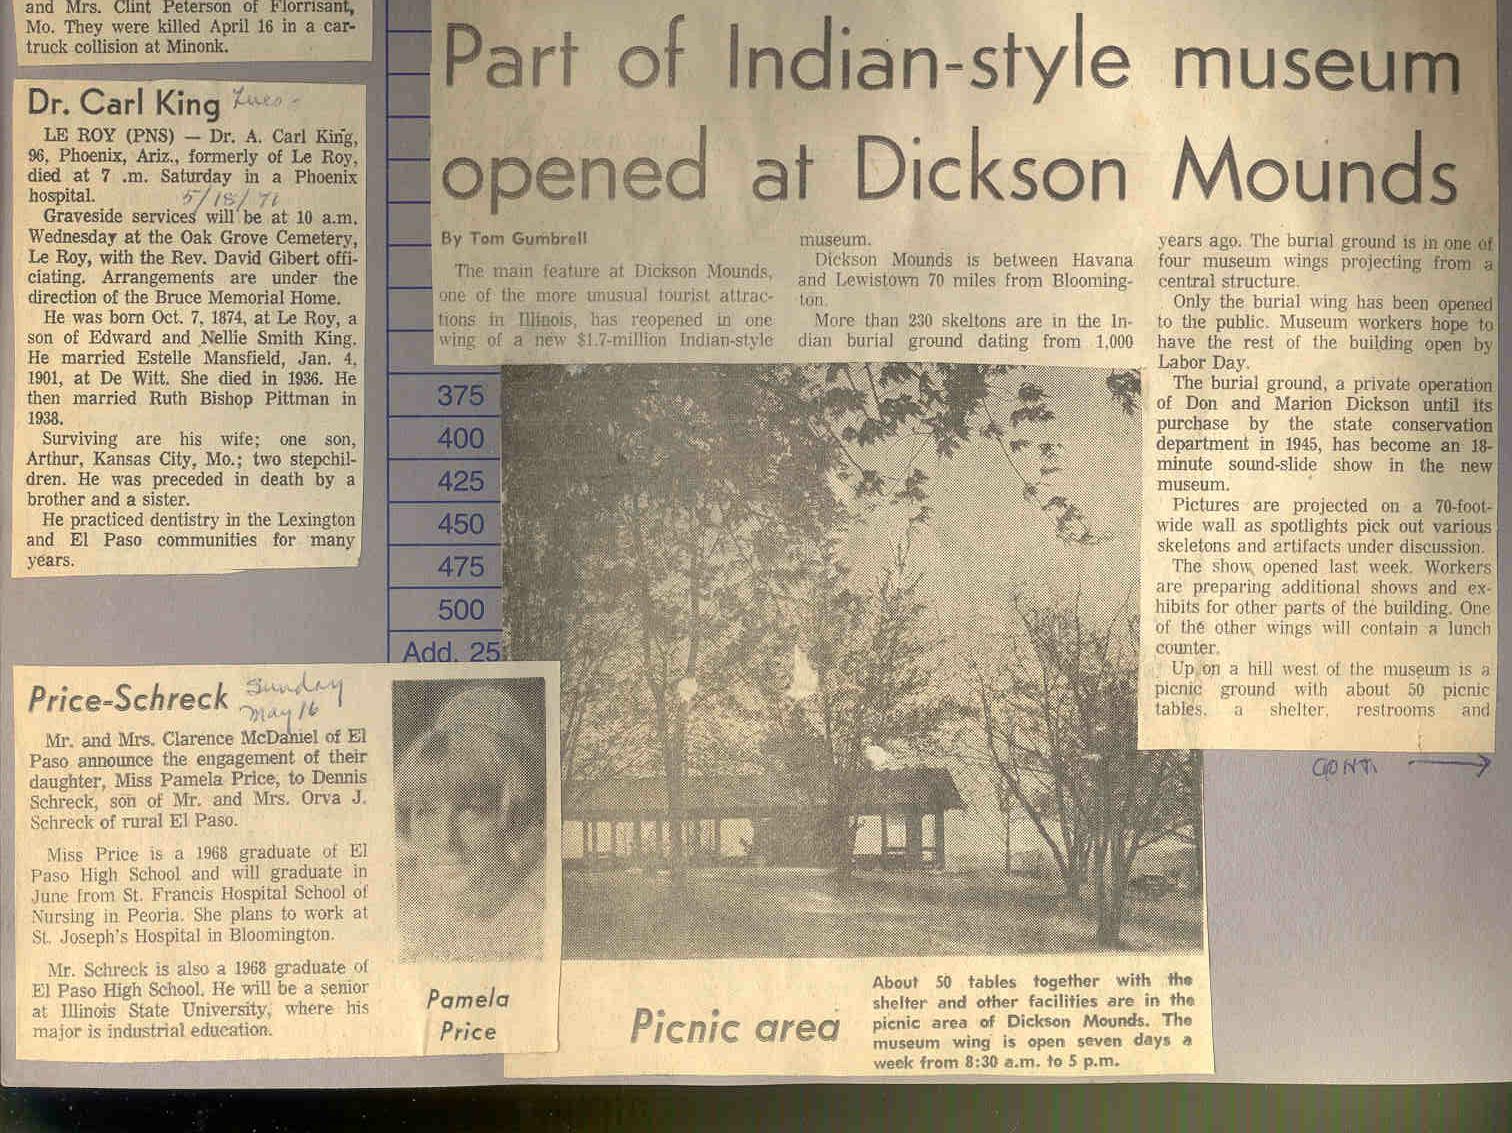 and Mrs. Clint Peterson of Florrisant,
Mo. They were killed April 16 in a car-
truck collision at Minonk.
Dr. Carl King Tues-
LE ROY (PNS) — Dr. A. Carl King,
96, Phoenix, Ariz., formerly of Le Roy,
died at 7 .m. Saturday in a Phoenix
hospital. 5/18/71
Graveside services will be at 10 a.m.
Wednesday at the Oak Grove Cemetery,
Le Roy, with the Rev. David Gibert offi-
ciating. Arrangements are under the
direction of the Bruce Memorial Home.
He was born Oct. 7, 1874, at Le Roy, a
son of Edward and Nellie Smith King.
He married Estelle Mansfield, Jan. 4,
1901, at De Witt. She died in 1936. He
then married Ruth Bishop Pittman in
1938.
Surviving are his wife; one son,
Arthur, Kansas City, Mo.; two stepchil-
dren. He was preceded in death by a
brother and a sister.
He practiced dentistry in the Lexington
and El Paso communities for many
years.
Price-Schreck Sunday
May 16
Mr. and Mrs. Clarence McDaniel of El
Paso announce the engagement of their
daughter, Miss Pamela Price, to Dennis
Schreck, son of Mr. and Mrs. Orva J.
Schreck of rural El Paso.
Miss Price is a 1968 graduate of El
Paso High School and will graduate in
June from St. Francis Hospital School of
Nursing in Peoria. She plans to work at
St. Joseph's Hospital in Bloomington.
Mr. Schreck is also a 1968 graduate of
El Paso High School. He will be a senior
at Illinois State University, where his
major is industrial education.
Pamela
Price
375
400
425
450
475
500
Add. 25
Part of Indian-style museum
opened at Dickson Mounds
By Tom Gumbrell
The main feature at Dickson Mounds,
one of the more unusual tourist attrac-
tions in Illinois, has reopened in one
wing of a new $1.7-million Indian-style
museum.
Dickson Mounds is between Havana
and Lewistown 70 miles from Blooming-
ton.
More than 230 skeltons are in the In-
dian burial ground dating from 1,000
years ago. The burial ground is in one of
four museum wings projecting from a
central structure.
Only the burial wing has been opened
to the public. Museum workers hope to
have the rest of the building open by
Labor Day.
The burial ground, a private operation
of Don and Marion Dickson until its
purchase by the state conservation
department in 1945, has become an 18-
minute sound-slide show in the new
museum.
Pictures are projected on a 70-foot-
wide wall as spotlights pick out various
skeletons and artifacts under discussion.
The show opened last week. Workers
are preparing additional shows and ex-
hibits for other parts of the building. One
of the other wings will contain a lunch
counter.
Up on a hill west of the museum is a
picnic ground with about 50 picnic
tables, a shelter, restrooms and
CONT.
Picnic area
About 50 tables together with the
shelter and other facilities are in the
picnic area of Dickson Mounds. The
museum wing is open seven days a
week from 8:30 a.m. to 5 p.m.